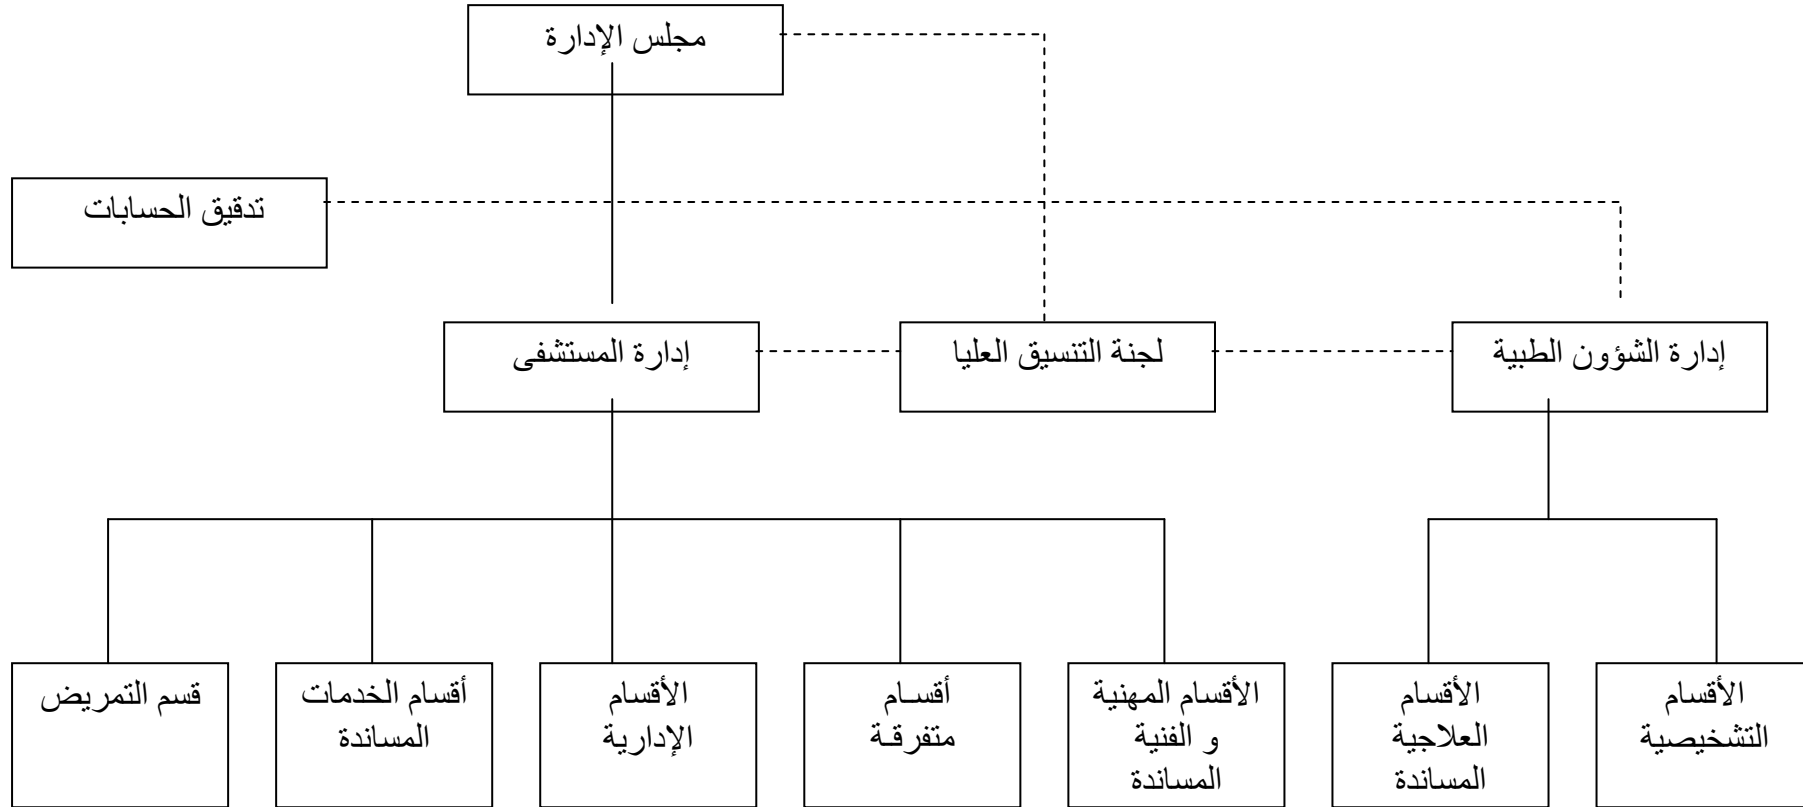 مجلس الإدارة
تدقيق الحسابات
إدارة الشؤون الطبية
لجنة التنسيق العليا
إدارة المستشفى
الأقسام
التشخيصية
الأقسام
العلاجية
المساندة
الأقسام المهنية
و الفنية
المساندة
أقسـام
متفرقـة
الأقسام
الإدارية
أقسام الخدمات
المساندة
قسم التمريض